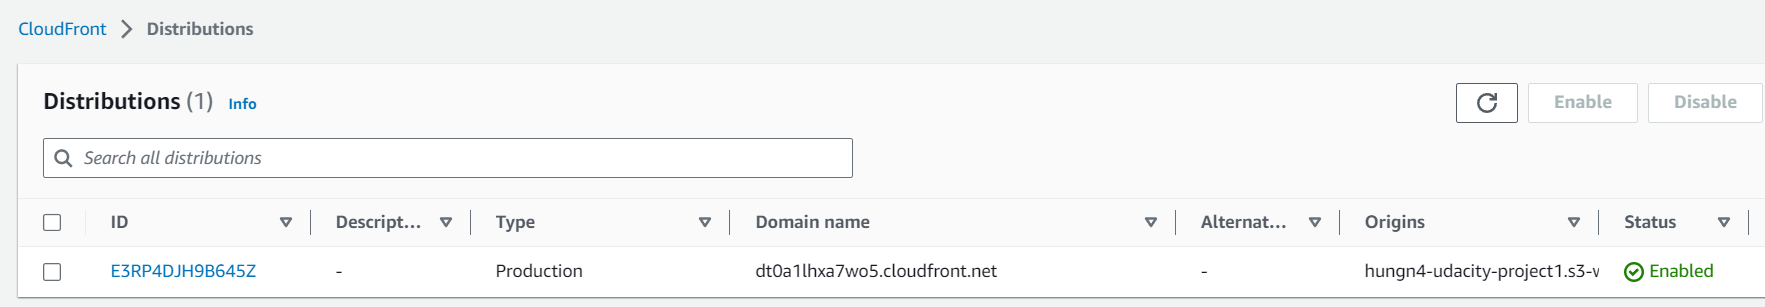 CloudFront > Distributions
Distributions (1) Info
Enable Disable
Search all distributions
ID Descript... Type Domain name Alternat... Origins Status
E3RP4DJH9B645Z - Production dt0a1lhxa7wo5.cloudfront.net - hungn4-udacity-project1.s3-w Enabled